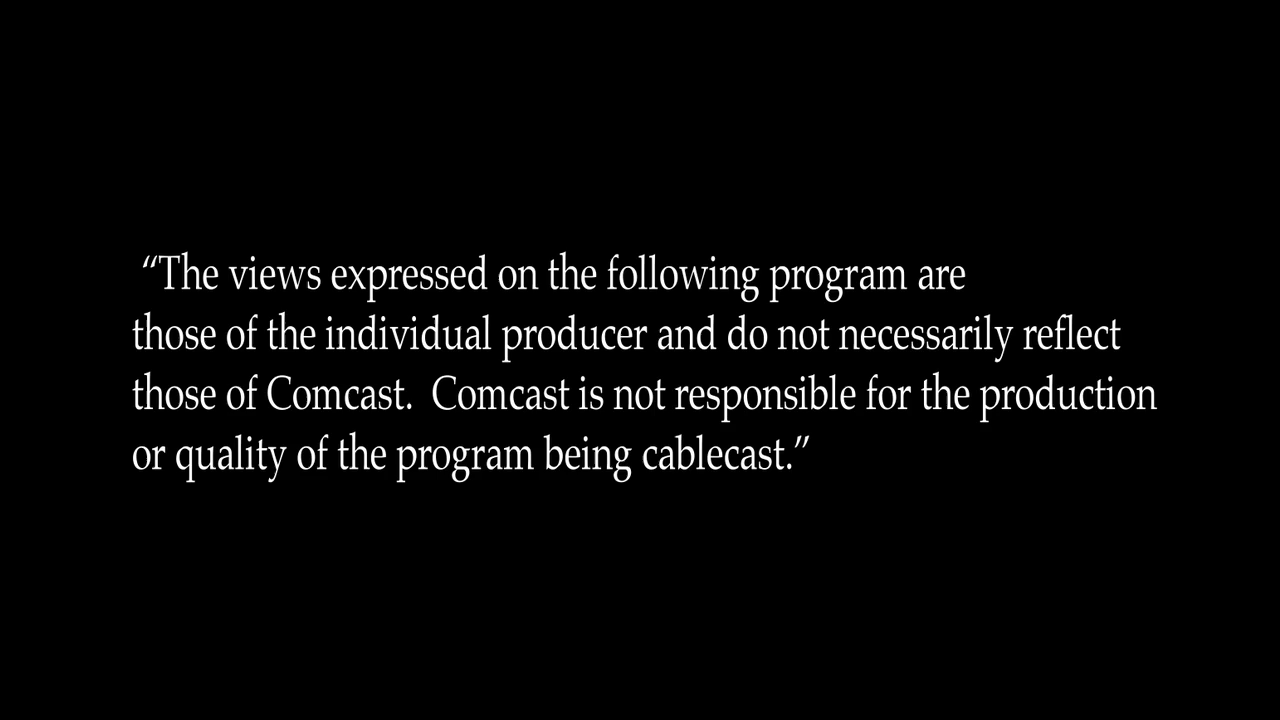 “The views expressed on the following program are
those of the individual producer and do not necessarily reflect
those of Comcast.  Comcast is not responsible for the production
or quality of the program being cablecast.”